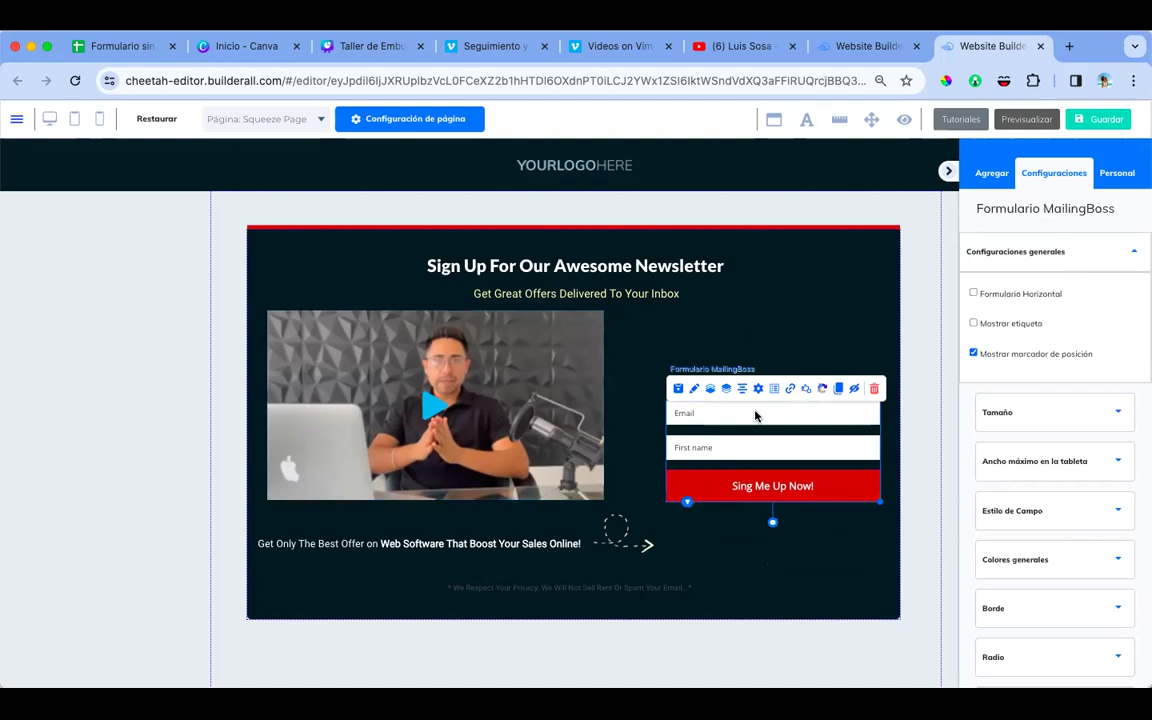 Formulario sin
Inicio - Canva
Taller de Embu
Seguimiento y
Videos on Vim
(6) Luis Sosa -
Website Builde
Website Builde
cheetah-editor.builderall.com/#/editor/eyJpdiI6IjJXRUplbzVcL0FCeXZ2b1hHTDI6OXdnPT0iLCJ2YWx1ZSI6IktWSndVdXQ3aFFiRUQrcjBBQ3...
Restaurar
Página: Squeeze Page
Configuración de página
Tutoriales
Previsualizar
Guardar
YOURLOGOHERE
Agregar
Configuraciones
Personal
Formulario MailingBoss
Configuraciones generales
Sign Up For Our Awesome Newsletter
Get Great Offers Delivered To Your Inbox
Formulario Horizontal
Mostrar etiqueta
Mostrar marcador de posición
Formulario MailingBoss
Email
First name
Sing Me Up Now!
Tamaño
Ancho máximo en la tableta
Estilo de Campo
Colores generales
Borde
Radio
Get Only The Best Offer on Web Software That Boost Your Sales Online!
* We Respect Your Privacy. We Will Not Sell Rent Or Spam Your Email...*